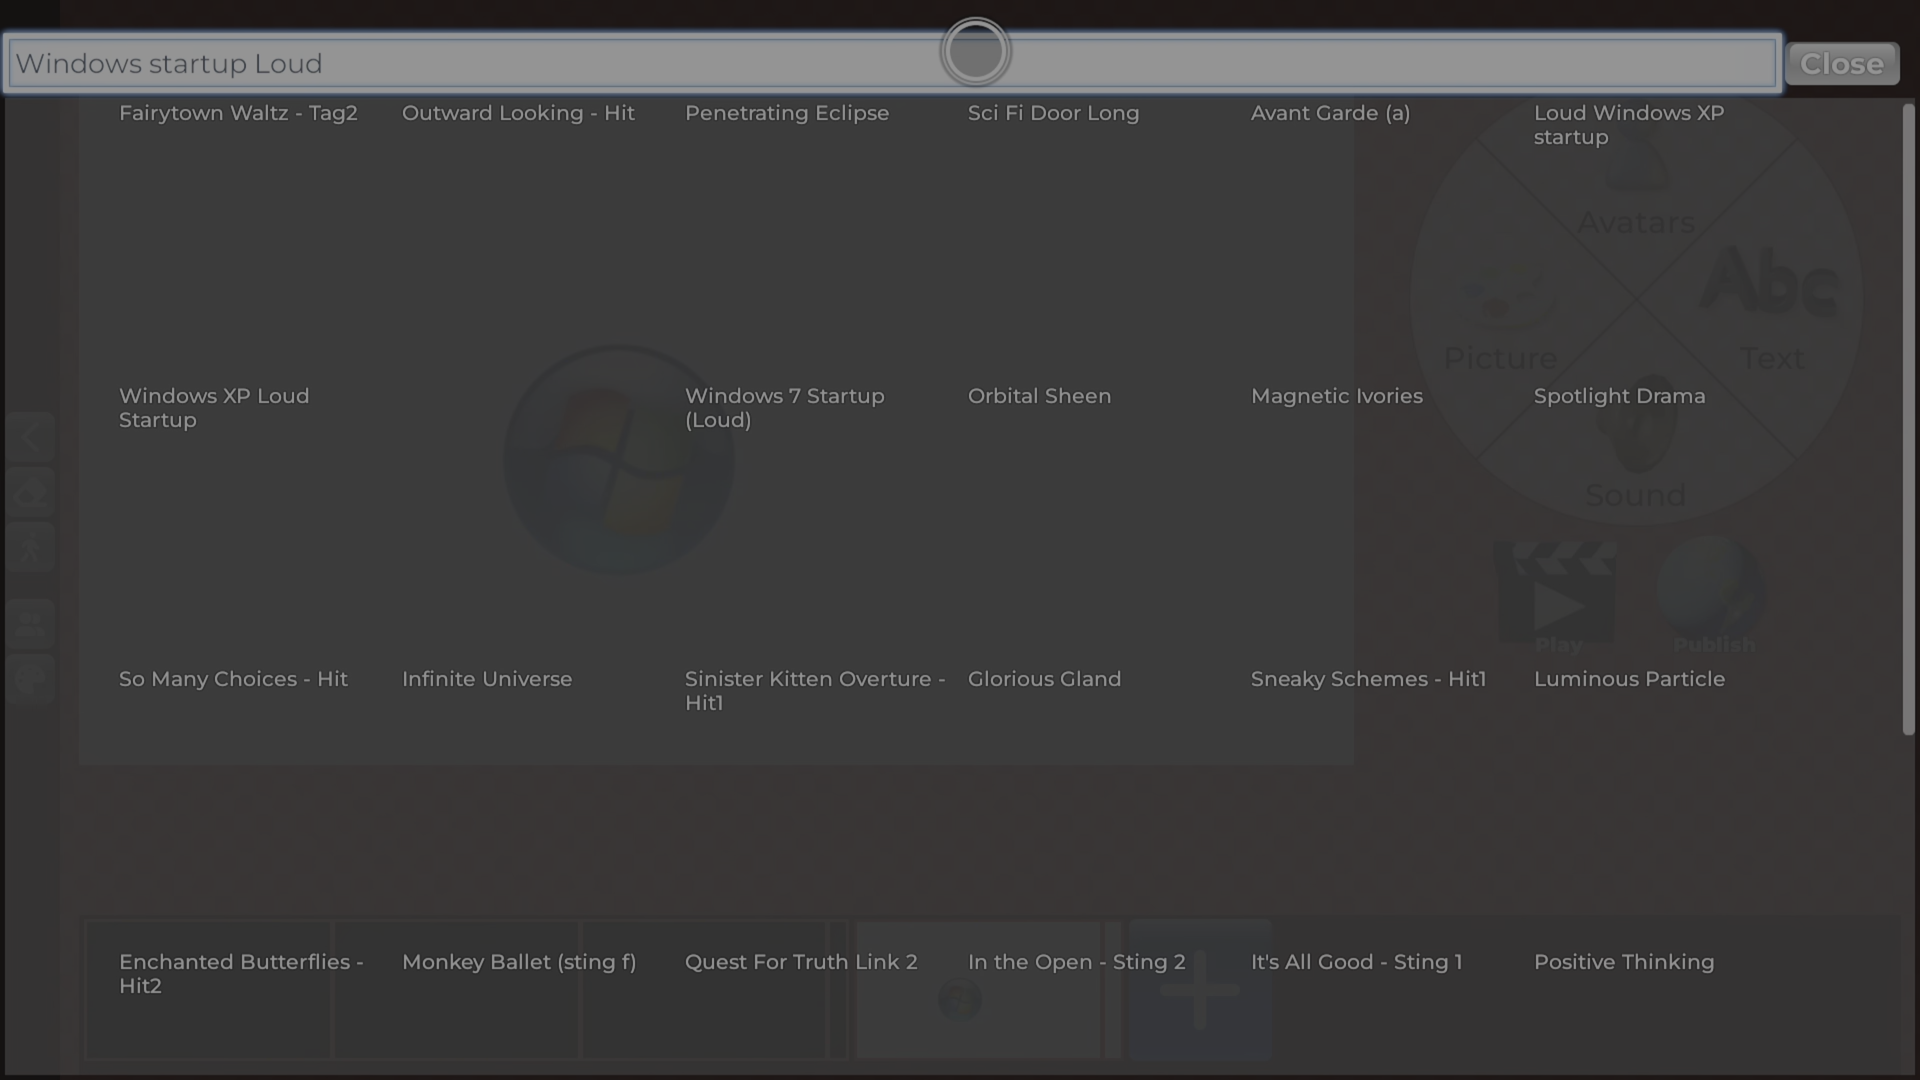 Windows startup Loud
Close
Fairytown Waltz - Tag2
Outward Looking - Hit
Penetrating Eclipse
Sci Fi Door Long
Avant Garde (a)
Loud Windows XP
startup
Avatars
Abc
Picture
Text
Windows XP Loud
Startup
Windows 7 Startup
(Loud)
Orbital Sheen
Magnetic Ivories
Spotlight Drama
Sound
Play
Publish
So Many Choices - Hit
Infinite Universe
Sinister Kitten Overture -
Hit1
Glorious Gland
Sneaky Schemes - Hit1
Luminous Particle
Enchanted Butterflies -
Hit2
Monkey Ballet (sting f)
Quest For Truth Link 2
In the Open - Sting 2
It's All Good - Sting 1
Positive Thinking